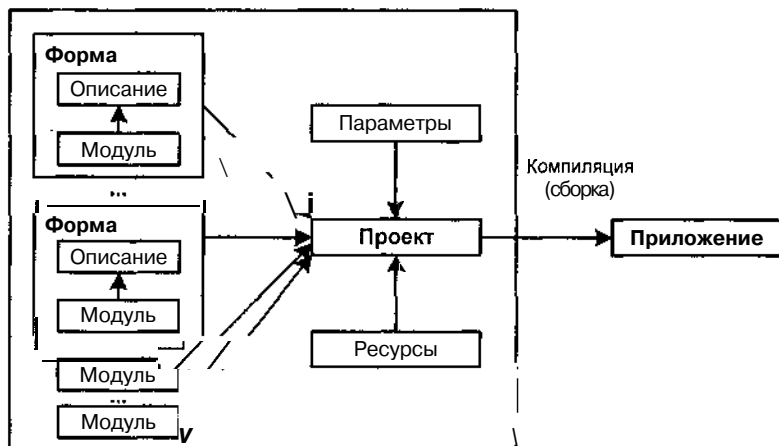 Форма
Описание
Модуль
...
Форма
Описание
Модуль
Модуль
...
Модуль
Параметры
Проект
Ресурсы
Компиляция
(сборка)
Приложение